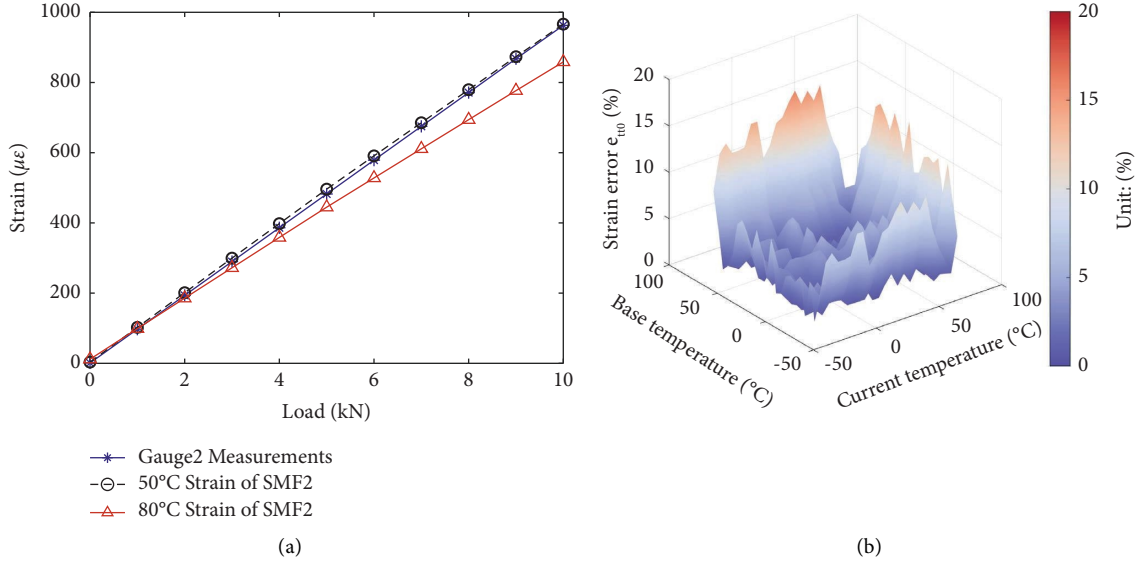 1000
800
600
400
200
0
Strain (με)
0 2 4 6 8 10
Load (kN)
Gauge2 Measurements
50°C Strain of SMF2
80°C Strain of SMF2
(a)
20
15
10
5
0
Strain error e_tt0 (%)
100
50
0
-50
Base temperature (°C)
-50
0
50
100
Current temperature (°C)
20
15
10
5
0
Unit: (%)
(b)